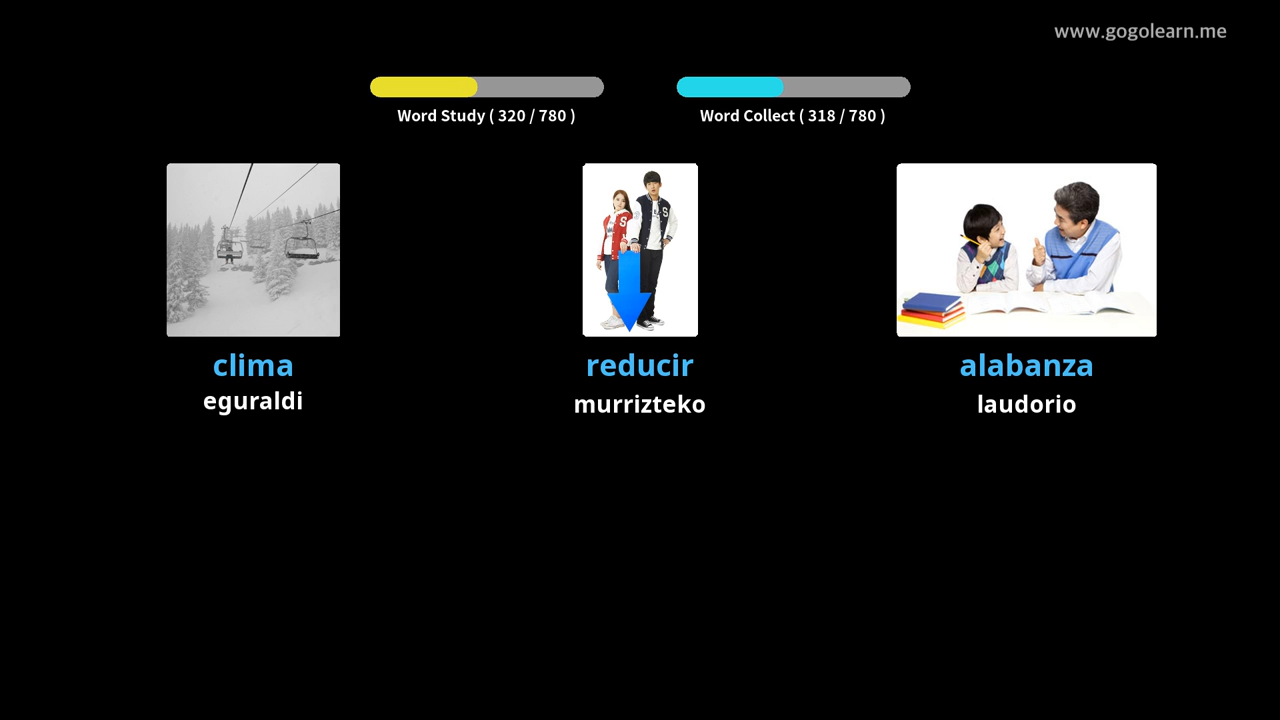 www.gogolearn.me
Word Study ( 320 / 780 )
Word Collect ( 318 / 780 )
clima
eguraldi
reducir
murrizteko
alabanza
laudorio